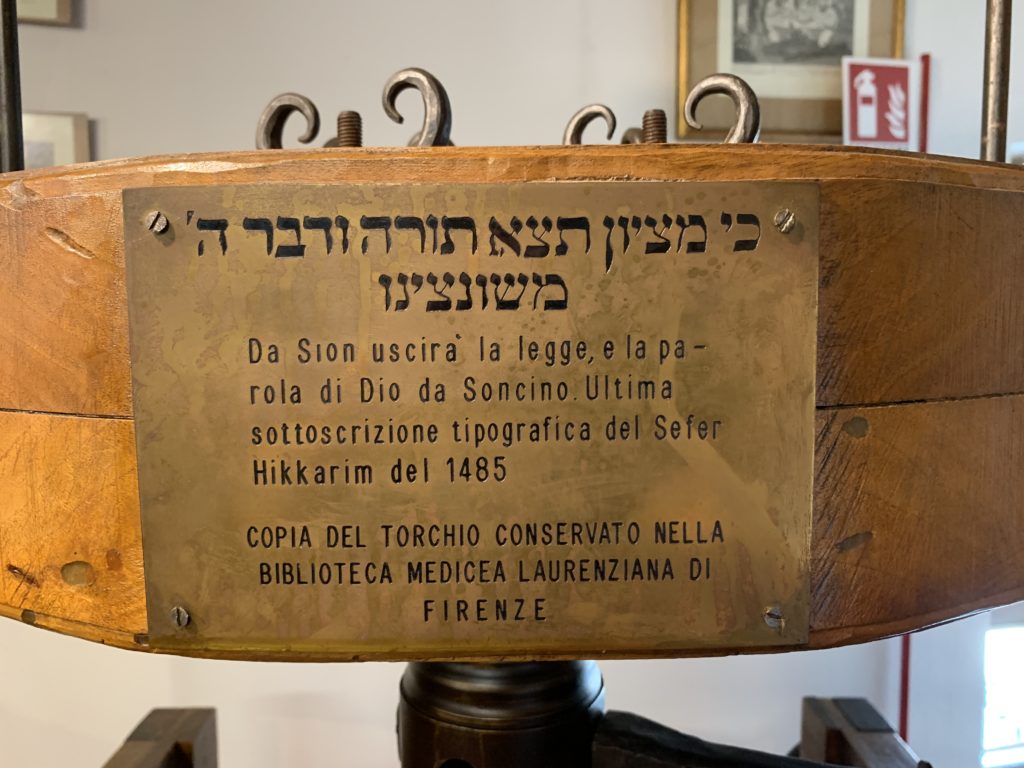 כי מציון תצא תורה ודבר ה'
משונצינו
Da Sion uscira` la legge, e la pa-
rola di Dio da Soncino. Ultima
sottoscrizione tipografica del Sefer
Hikkarim del 1485
COPIA DEL TORCHIO CONSERVATO NELLA
BIBLIOTECA MEDICEA LAURENZIANA DI
FIRENZE